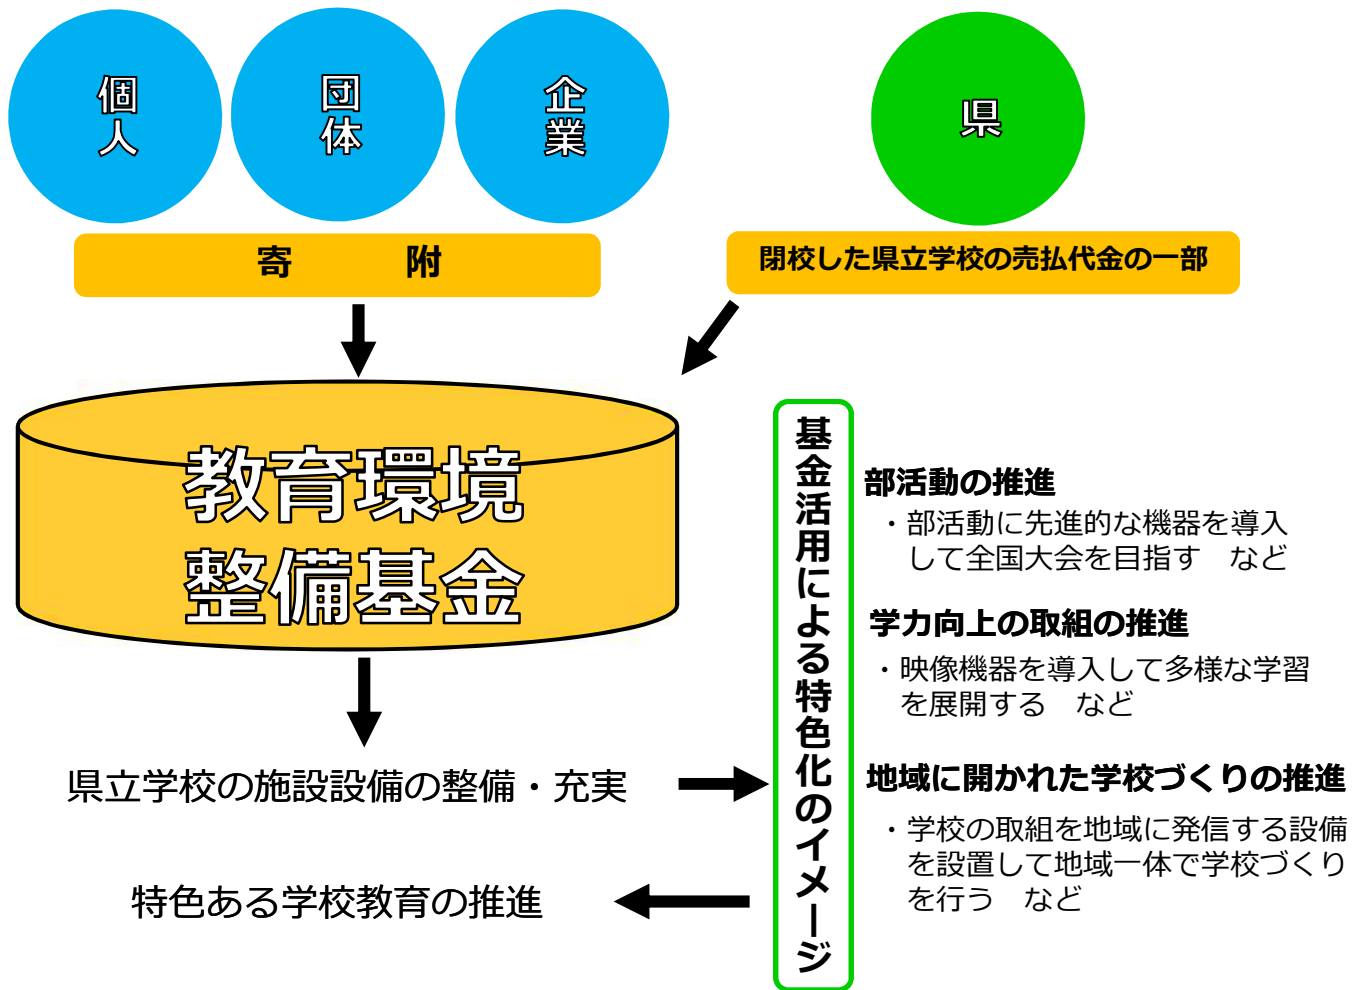 個人
団体
企業
県
寄　附
閉校した県立学校の売払代金の一部
教育環境
整備基金
県立学校の施設設備の整備・充実
特色ある学校教育の推進
基金活用による特色化のイメージ
部活動の推進
・部活動に先進的な機器を導入
して全国大会を目指す　など
学力向上の取組の推進
・映像機器を導入して多様な学習
を展開する　など
地域に開かれた学校づくりの推進
・学校の取組を地域に発信する設備
を設置して地域一体で学校づくり
を行う　など